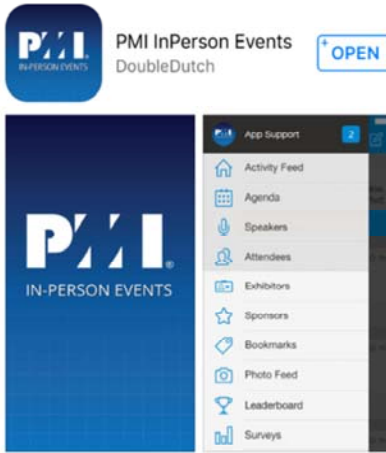 PMI
IN-PERSON EVENTS
PMI InPerson Events
DoubleDutch
+ OPEN
PMI®
IN-PERSON EVENTS
PMI
App Support
2
Activity Feed
Agenda
Speakers
Attendees
Exhibitors
Sponsors
Bookmarks
Photo Feed
Leaderboard
Surveys